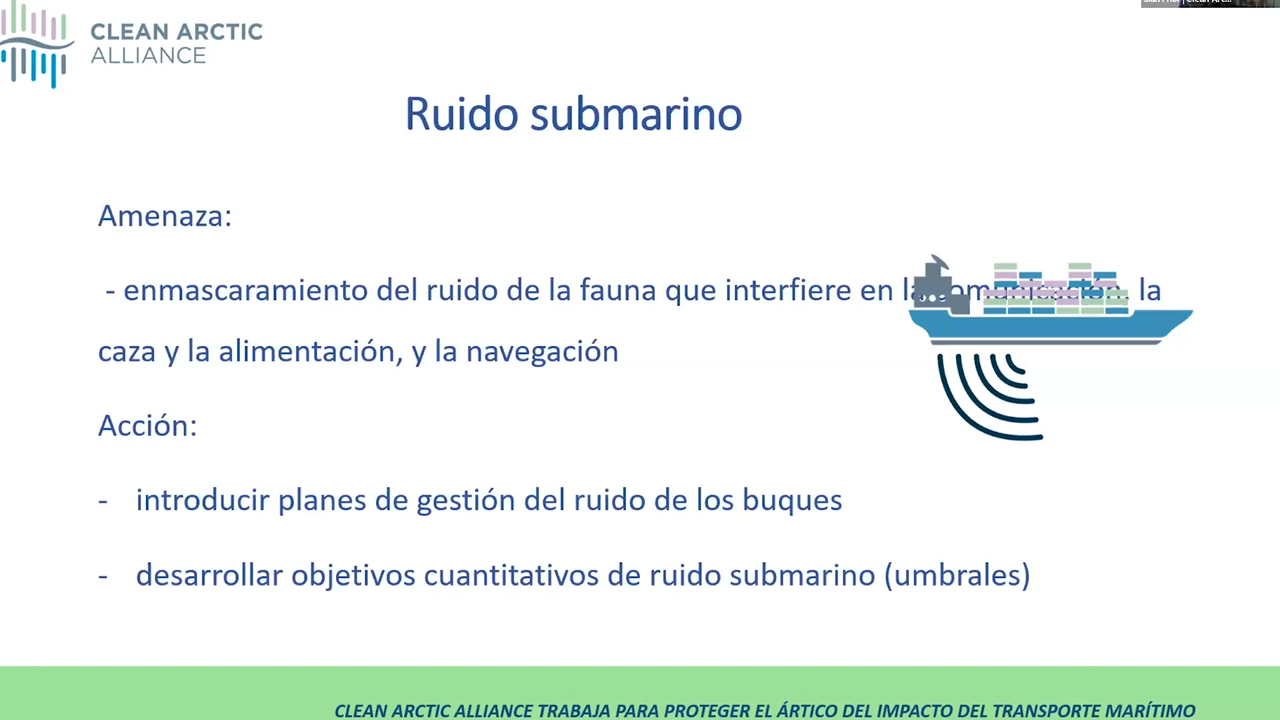 CLEAN ARCTIC
ALLIANCE
Ruido submarino
Amenaza:
- enmascaramiento del ruido de la fauna que interfiere en la comunicación, la
caza y la alimentación, y la navegación
Acción:
- introducir planes de gestión del ruido de los buques
- desarrollar objetivos cuantitativos de ruido submarino (umbrales)
CLEAN ARCTIC ALLIANCE TRABAJA PARA PROTEGER EL ÁRTICO DEL IMPACTO DEL TRANSPORTE MARÍTIMO